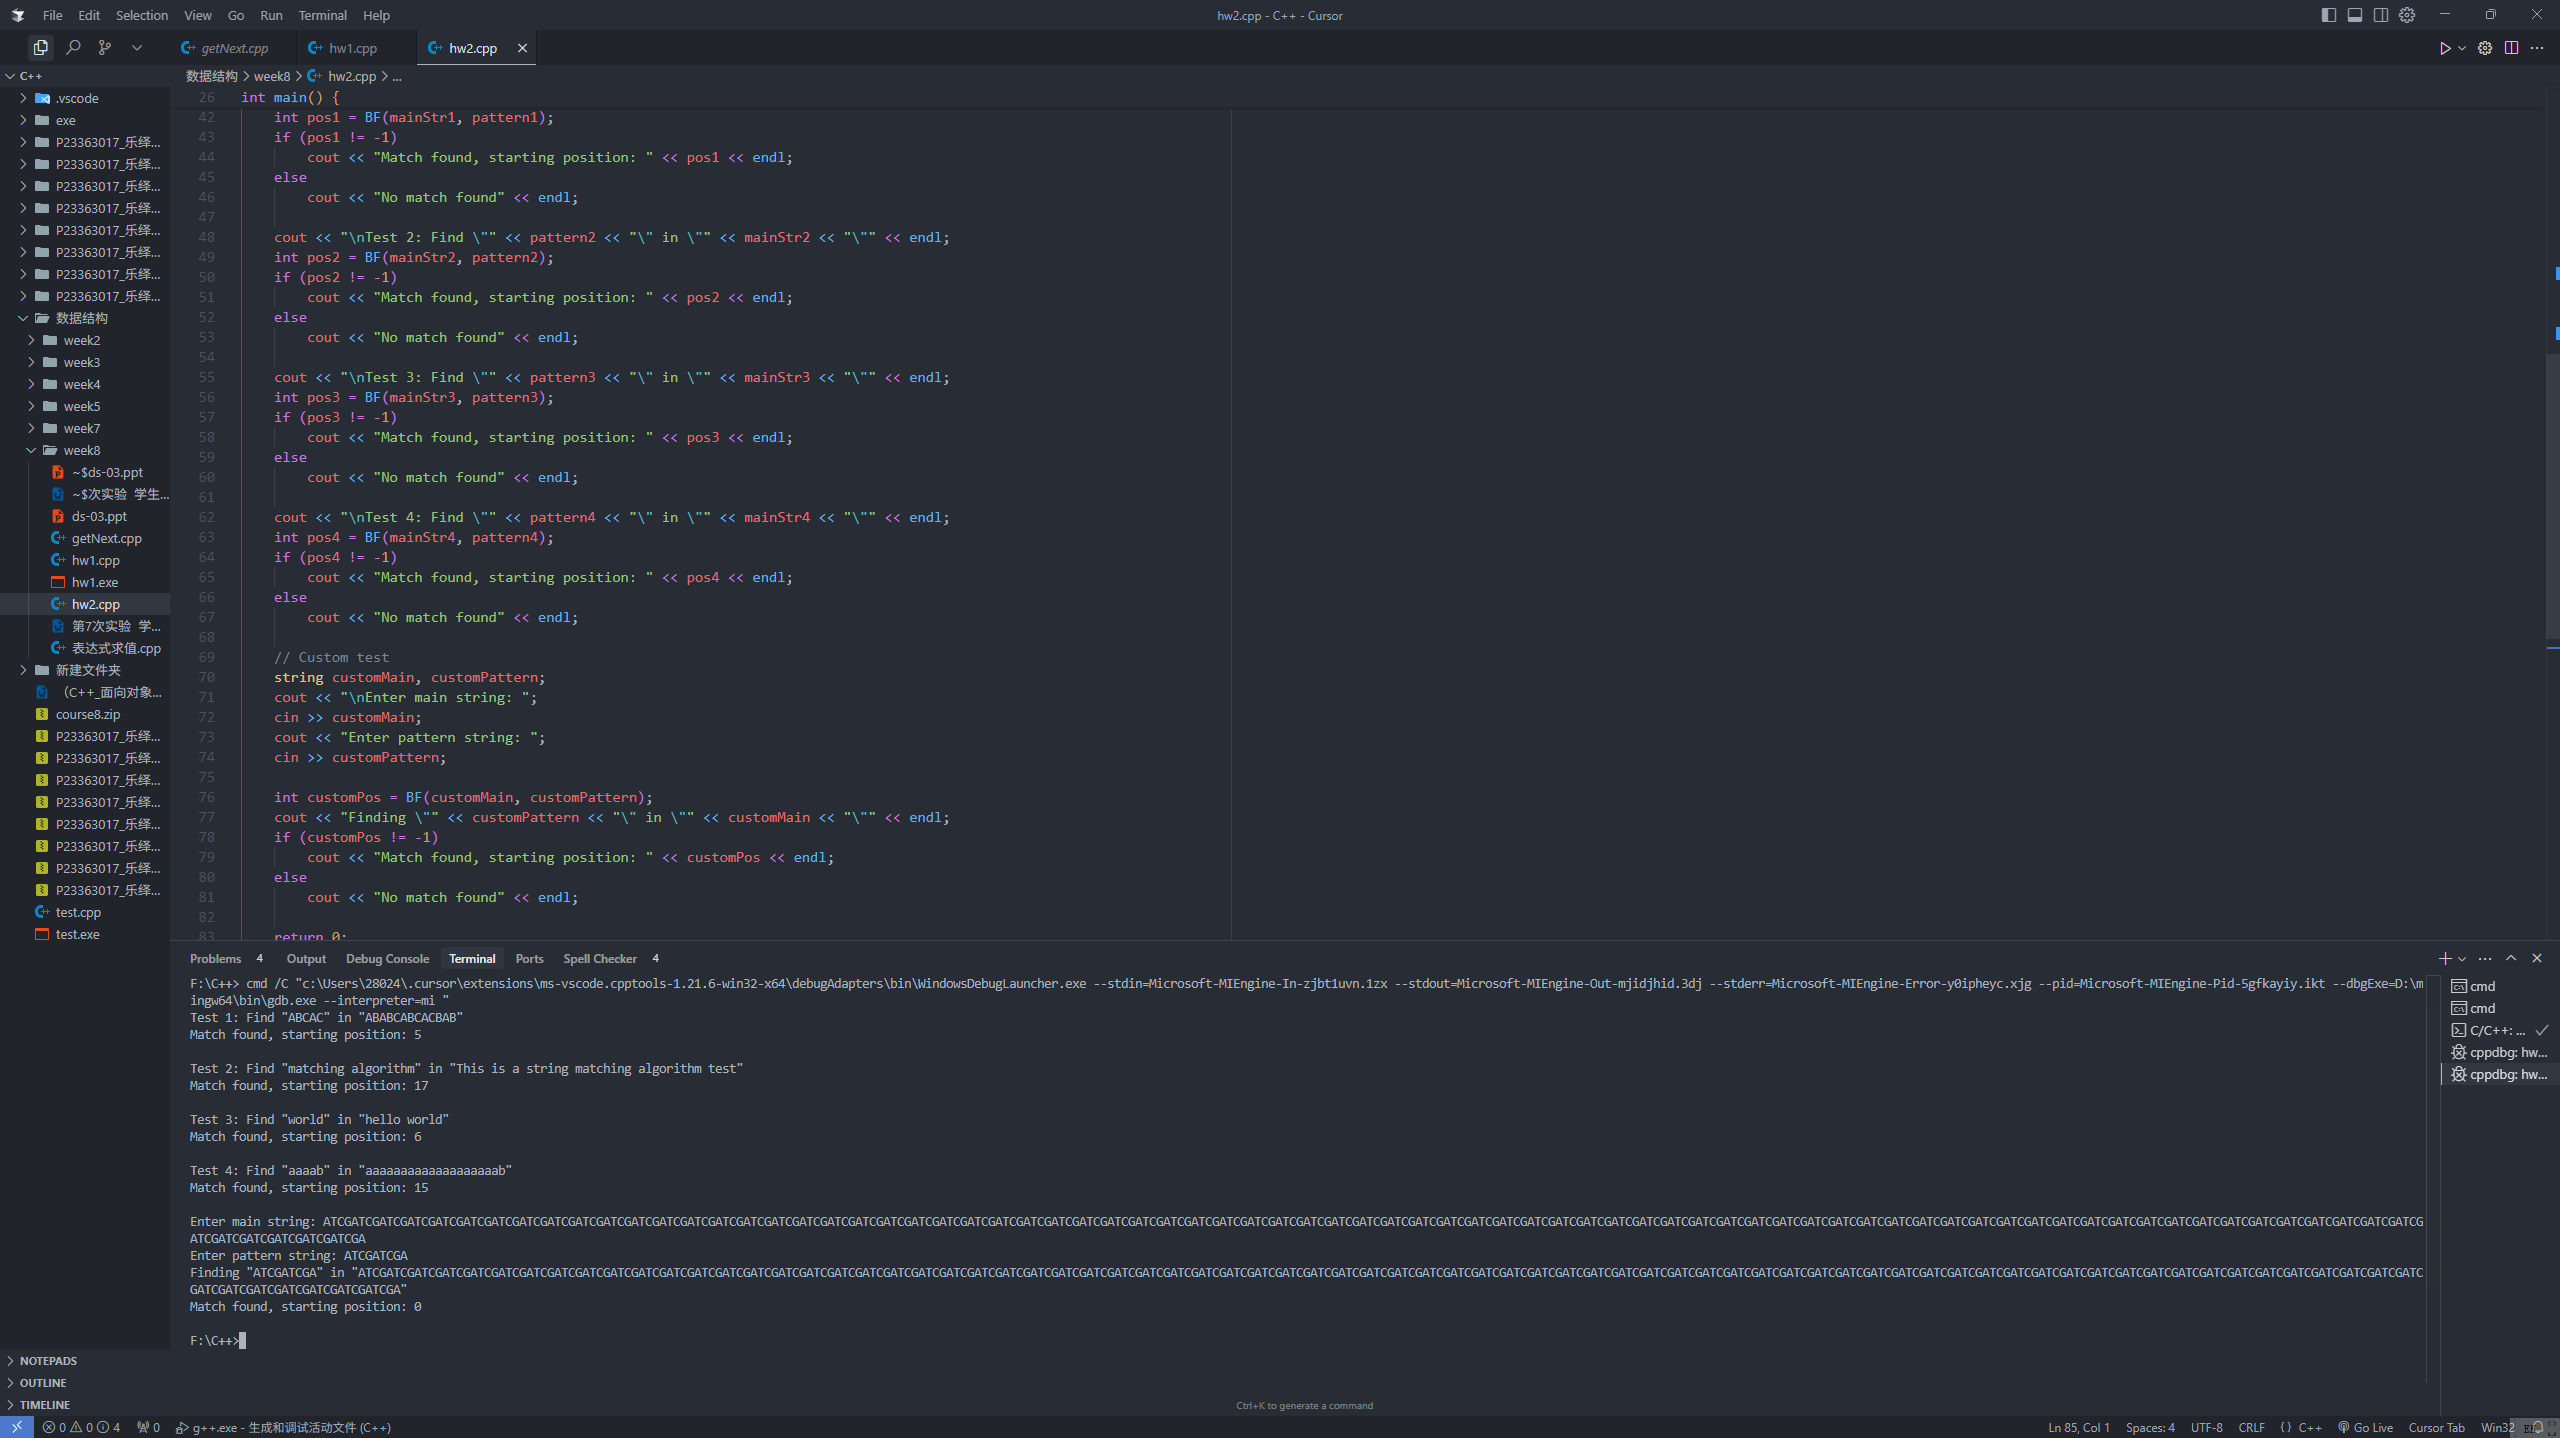 File Edit Selection View Go Run Terminal Help
hw2.cpp - C++ - Cursor
getNext.cpp
hw1.cpp
hw2.cpp
C++
.vscode
exe
P23363017_乐绎...
P23363017_乐绎...
P23363017_乐绎...
P23363017_乐绎...
P23363017_乐绎...
P23363017_乐绎...
P23363017_乐绎...
P23363017_乐绎...
数据结构
week2
week3
week4
week5
week7
week8
~$ds-03.ppt
~$次实验 学生...
ds-03.ppt
getNext.cpp
hw1.cpp
hw1.exe
hw2.cpp
第7次实验 学...
表达式求值.cpp
新建文件夹
(C++_面向对象...
course8.zip
P23363017_乐绎...
P23363017_乐绎...
P23363017_乐绎...
P23363017_乐绎...
P23363017_乐绎...
P23363017_乐绎...
P23363017_乐绎...
P23363017_乐绎...
test.cpp
test.exe
NOTEPADS
OUTLINE
TIMELINE
数据结构 > week8 > hw2.cpp > ...
26 int main() {
42 int pos1 = BF(mainStr1, pattern1);
43 if (pos1 != -1)
44 cout << "Match found, starting position: " << pos1 << endl;
45 else
46 cout << "No match found" << endl;
47
48 cout << "\nTest 2: Find \"" << pattern2 << "\" in \"" << mainStr2 << "\"" << endl;
49 int pos2 = BF(mainStr2, pattern2);
50 if (pos2 != -1)
51 cout << "Match found, starting position: " << pos2 << endl;
52 else
53 cout << "No match found" << endl;
54
55 cout << "\nTest 3: Find \"" << pattern3 << "\" in \"" << mainStr3 << "\"" << endl;
56 int pos3 = BF(mainStr3, pattern3);
57 if (pos3 != -1)
58 cout << "Match found, starting position: " << pos3 << endl;
59 else
60 cout << "No match found" << endl;
61
62 cout << "\nTest 4: Find \"" << pattern4 << "\" in \"" << mainStr4 << "\"" << endl;
63 int pos4 = BF(mainStr4, pattern4);
64 if (pos4 != -1)
65 cout << "Match found, starting position: " << pos4 << endl;
66 else
67 cout << "No match found" << endl;
68
69 // Custom test
70 string customMain, customPattern;
71 cout << "\nEnter main string: ";
72 cin >> customMain;
73 cout << "Enter pattern string: ";
74 cin >> customPattern;
75
76 int customPos = BF(customMain, customPattern);
77 cout << "Finding \"" << customPattern << "\" in \"" << customMain << "\"" << endl;
78 if (customPos != -1)
79 cout << "Match found, starting position: " << customPos << endl;
80 else
81 cout << "No match found" << endl;
82
83 return 0;
Problems 4 Output Debug Console Terminal Ports Spell Checker 4
F:\C++> cmd /C "c:\Users\28024\.cursor\extensions\ms-vscode.cpptools-1.21.6-win32-x64\debugAdapters\bin\WindowsDebugLauncher.exe --stdin=Microsoft-MIEngine-In-zjbt1uvn.1zx --stdout=Microsoft-MIEngine-Out-mjidjhid.3dj --stderr=Microsoft-MIEngine-Error-y0ipheyc.xjg --pid=Microsoft-MIEngine-Pid-5gfkayiy.ikt --dbgExe=D:\m
ingw64\bin\gdb.exe --interpreter=mi "
Test 1: Find "ABCAC" in "ABABCABCACBAB"
Match found, starting position: 5
Test 2: Find "matching algorithm" in "This is a string matching algorithm test"
Match found, starting position: 17
Test 3: Find "world" in "hello world"
Match found, starting position: 6
Test 4: Find "aaaab" in "aaaaaaaaaaaaaaaaaaab"
Match found, starting position: 15
Enter main string:
ATCGATCGATCGATCGATCGATCGA
Enter pattern string: ATCGATCGA
Finding "ATCGATCGA" in
GATCGATCGATCGATCGATCGATCGATCGA"
Match found, starting position: 0
F:\C++>
cmd
cmd
C/C++: ...
cppdbg: hw...
cppdbg: hw...
Ctrl+K to generate a command
0 0 4 0 g++.exe - 生成和调试活动文件 (C++)
Ln 85, Col 1 Spaces: 4 UTF-8 CRLF {} C++ Go Live Cursor Tab Win32